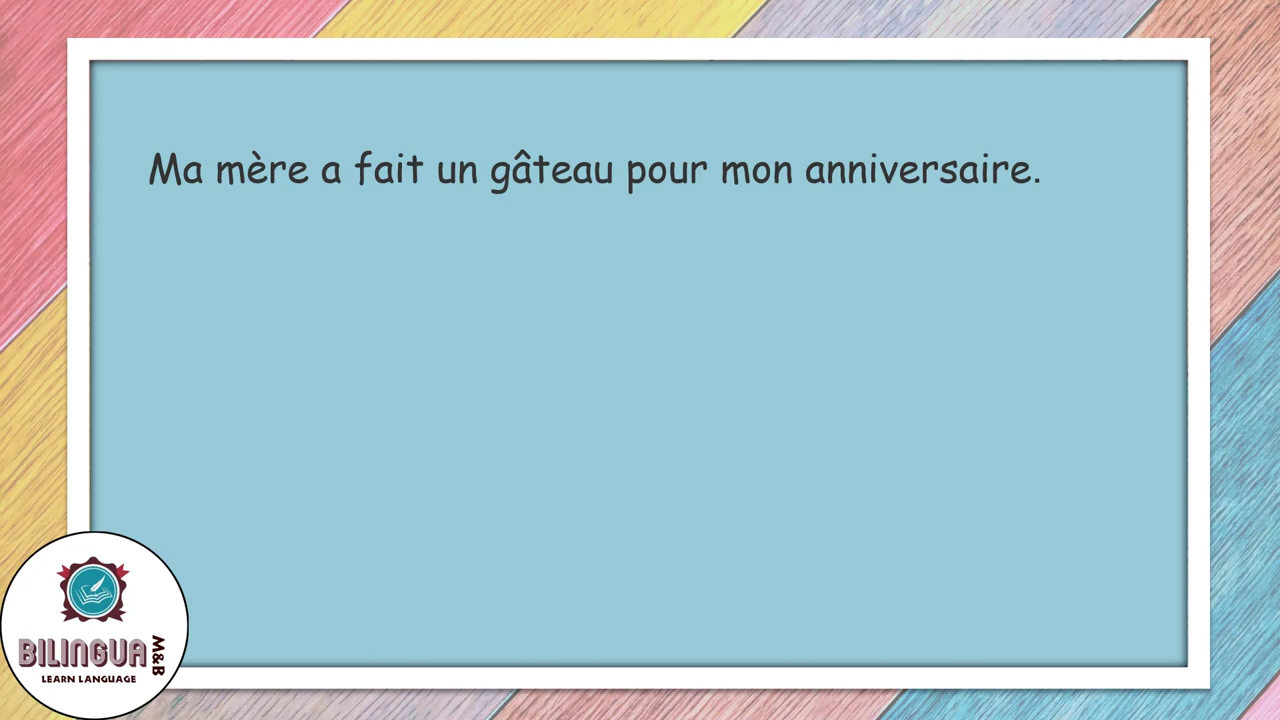 Ma mère a fait un gâteau pour mon anniversaire.
BILINGUA
M&B
LEARN LANGUAGE